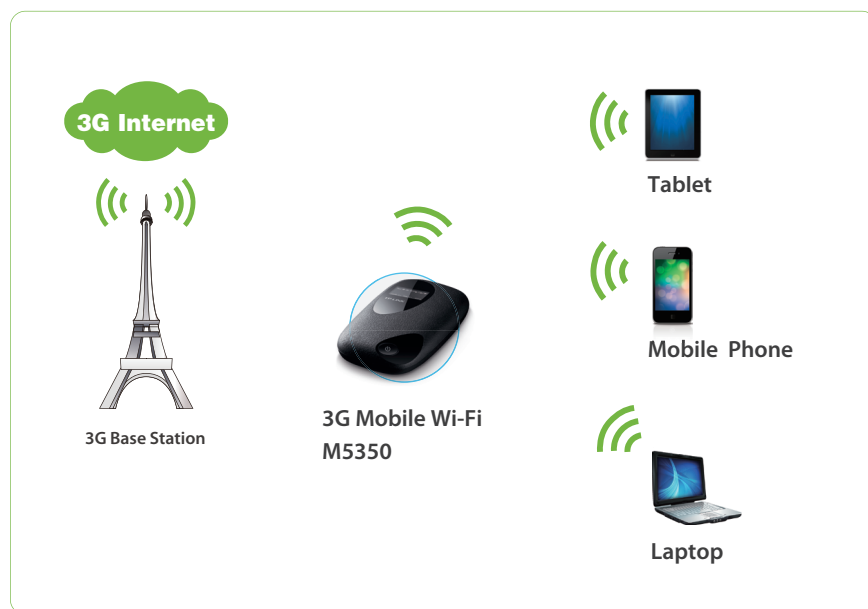 3G Internet
3G Base Station
3G Mobile Wi-Fi
M5350
Tablet
Mobile Phone
Laptop